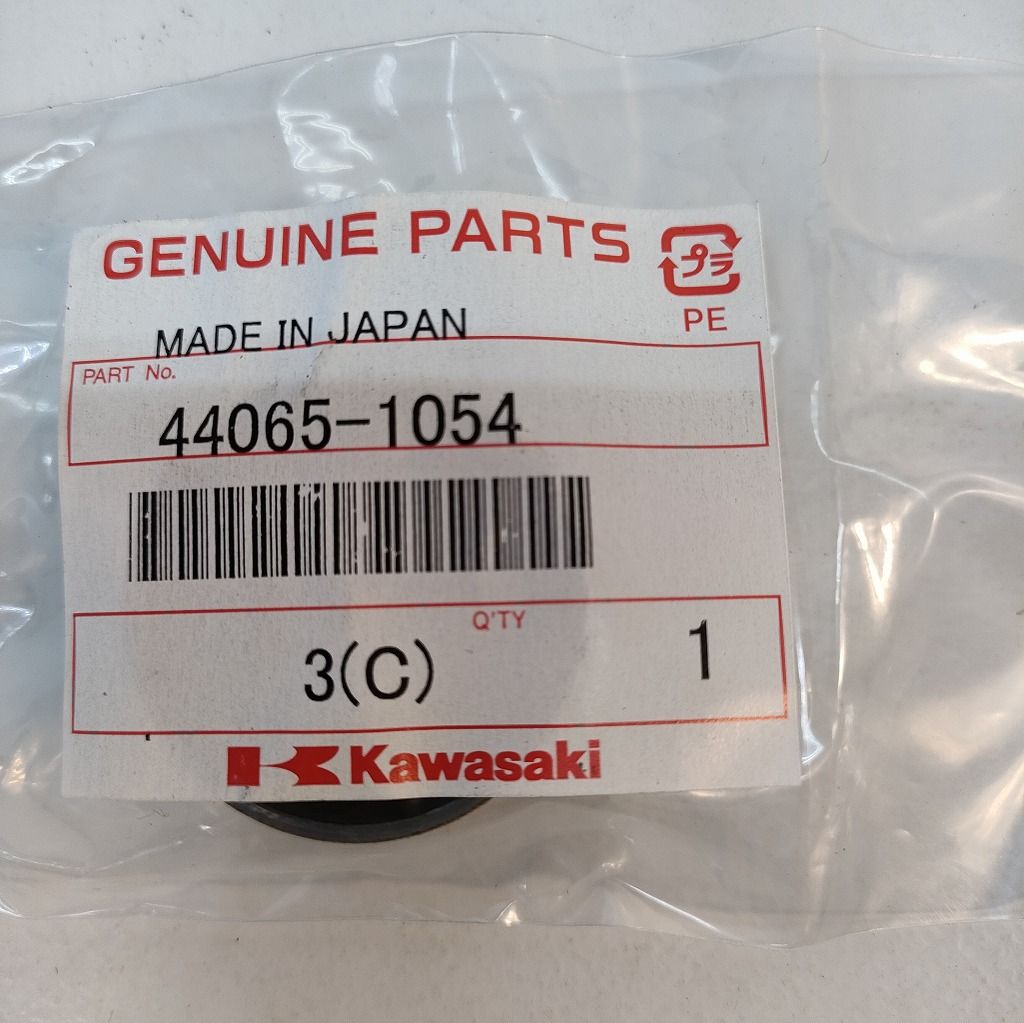 GENUINE PARTS
プラ
PE
MADE IN JAPAN
PART No.
44065-1054
Q'TY
3(C) 1
Kawasaki